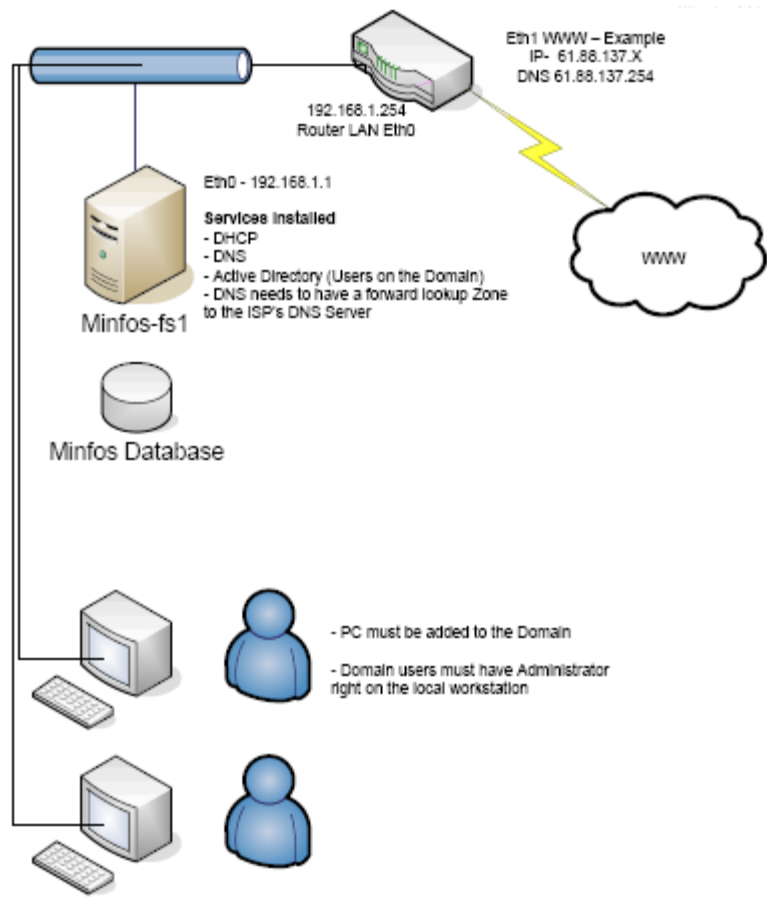 Eth1 WWW – Example
IP- 61.88.137.X
DNS 61.88.137.254
192.168.1.254
Router LAN Eth0
Eth0 - 192.168.1.1
Services Installed
- DHCP
- DNS
- Active Directory (Users on the Domain)
- DNS needs to have a forward lookup Zone
to the ISP's DNS Server
WWW
Minfos-fs1
Minfos Database
- PC must be added to the Domain
- Domain users must have Administrator
right on the local workstation